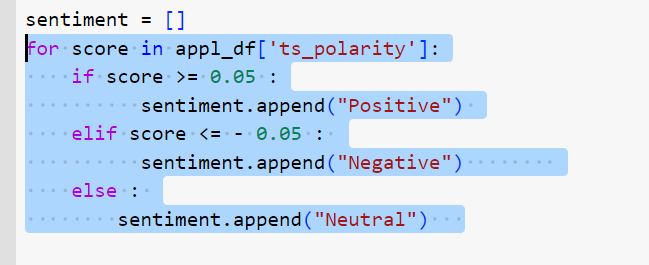 sentiment = []
for score in appl_df['ts_polarity']:
    if score >= 0.05 :
          sentiment.append("Positive")
    elif score <= - 0.05 :
          sentiment.append("Negative")
    else :
        sentiment.append("Neutral")